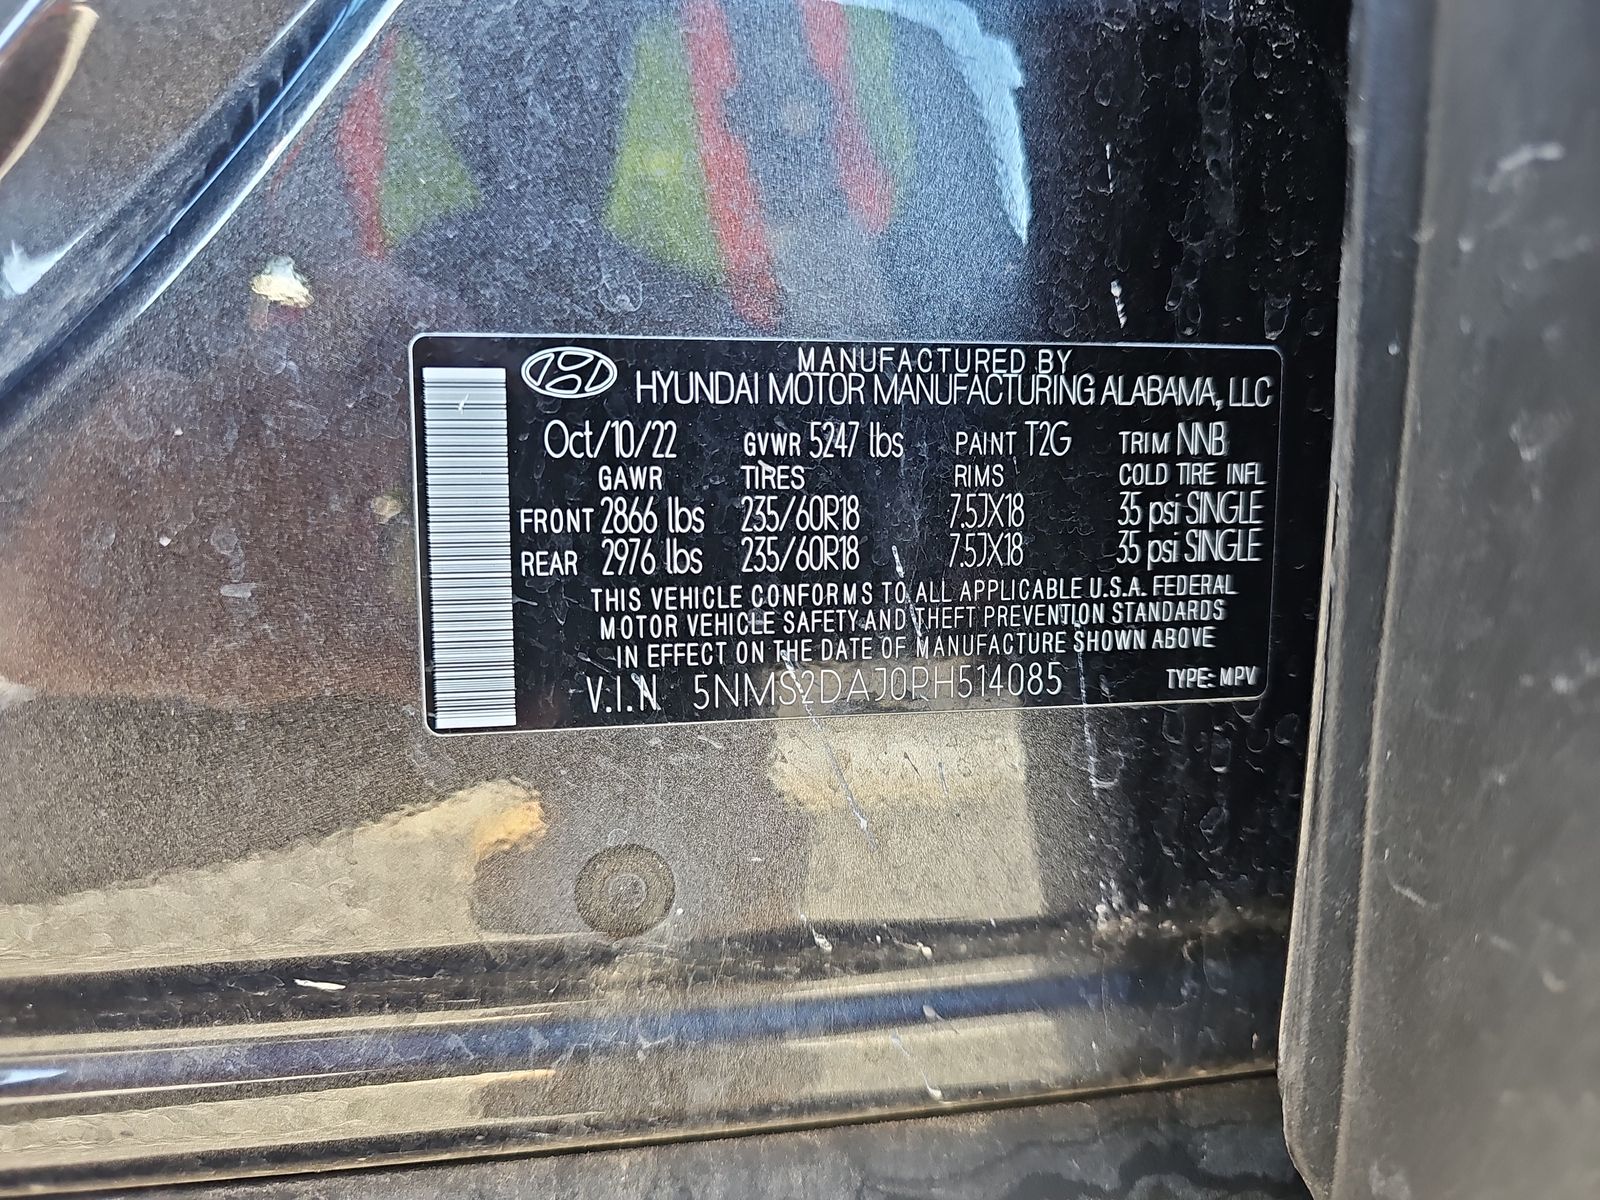 MANUFACTURED BY
HYUNDAI MOTOR MANUFACTURING ALABAMA, LLC
Oct/10/22 GVWR 5247 lbs PAINT T2G TRIM NNB
GAWR TIRES RIMS COLD TIRE INFL
FRONT 2866 lbs 235/60R18 7.5JX18 35 psi SINGLE
REAR 2976 lbs 235/60R18 7.5JX18 35 psi SINGLE
THIS VEHICLE CONFORMS TO ALL APPLICABLE U.S.A. FEDERAL
MOTOR VEHICLE SAFETY AND THEFT PREVENTION STANDARDS
IN EFFECT ON THE DATE OF MANUFACTURE SHOWN ABOVE
V.I.N. 5NMS2DAJ0PH514085 TYPE: MPV